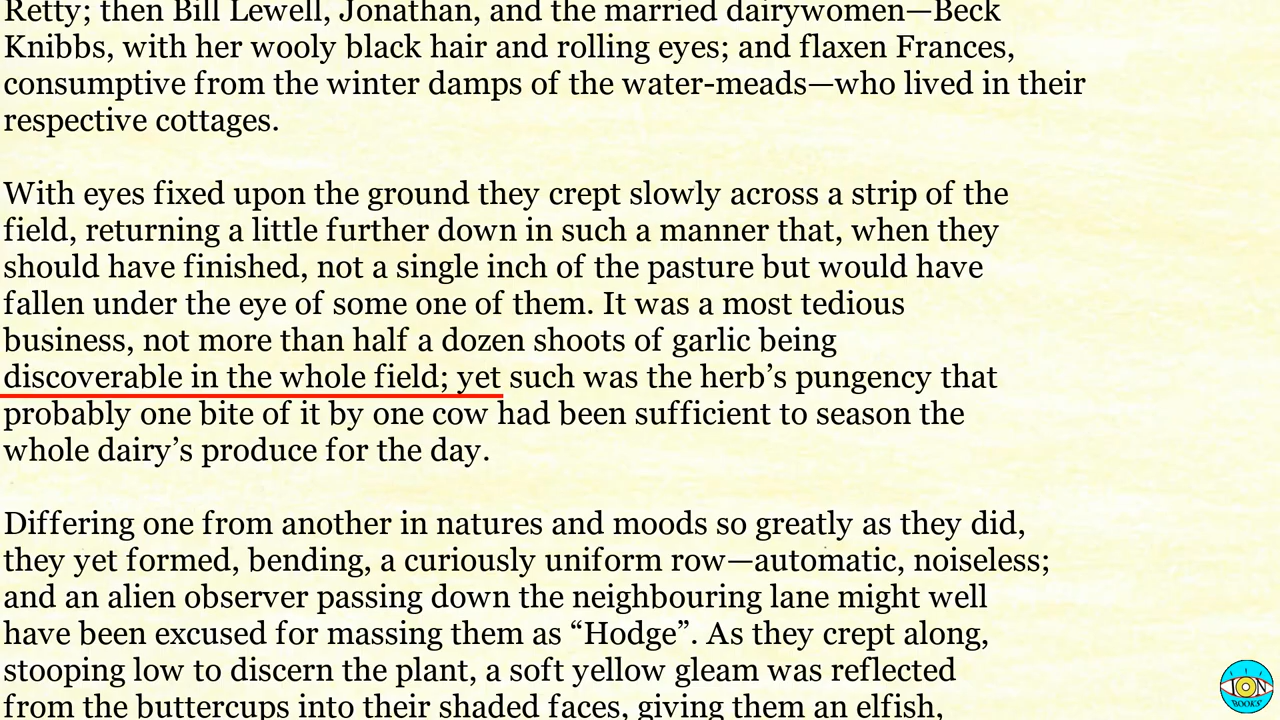 Retty; then Bill Lewell, Jonathan, and the married dairywomen—Beck
Knibbs, with her wooly black hair and rolling eyes; and flaxen Frances,
consumptive from the winter damps of the water-meads—who lived in their
respective cottages.
With eyes fixed upon the ground they crept slowly across a strip of the
field, returning a little further down in such a manner that, when they
should have finished, not a single inch of the pasture but would have
fallen under the eye of some one of them. It was a most tedious
business, not more than half a dozen shoots of garlic being
discoverable in the whole field; yet such was the herb’s pungency that
probably one bite of it by one cow had been sufficient to season the
whole dairy’s produce for the day.
Differing one from another in natures and moods so greatly as they did,
they yet formed, bending, a curiously uniform row—automatic, noiseless;
and an alien observer passing down the neighbouring lane might well
have been excused for massing them as “Hodge”. As they crept along,
stooping low to discern the plant, a soft yellow gleam was reflected
from the buttercups into their shaded faces, giving them an elfish,
ION
BOOKS